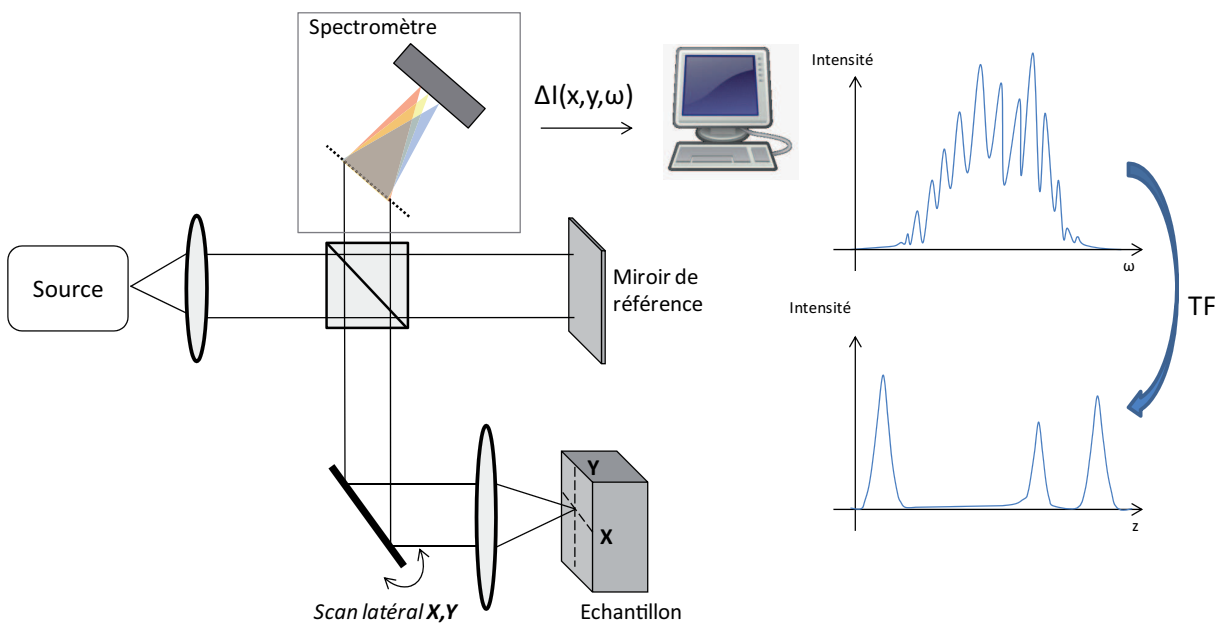 Spectromètre
ΔI(x,y,ω)
Intensité
ω
Source
Miroir de
référence
TF
Intensité
z
Y
X
Scan latéral X,Y
Echantillon